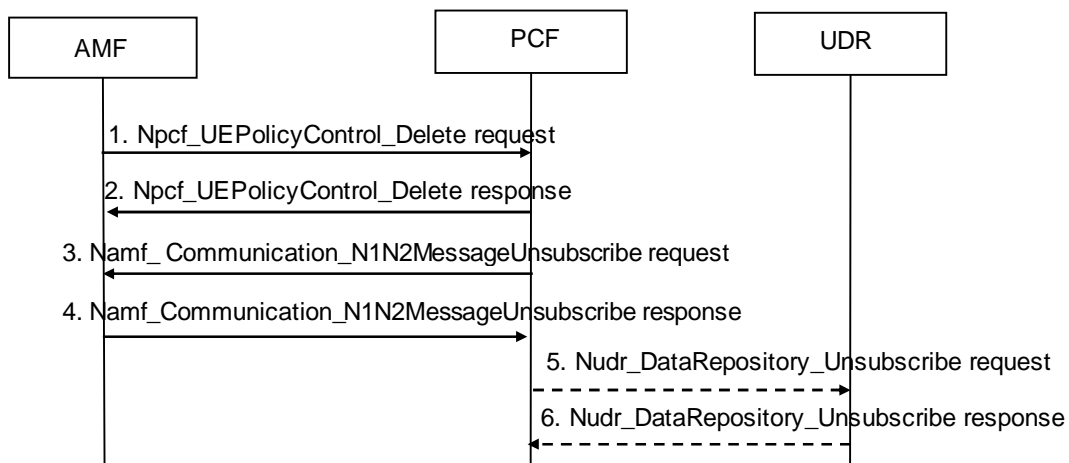 AMF
PCF
UDR
1. Npcf_UEPolicyControl_Delete request
2. Npcf_UEPolicyControl_Delete response
3. Namf_ Communication_N1N2MessageUnsubscribe request
4. Namf_Communication_N1N2MessageUnsubscribe response
5. Nudr_DataRepository_Unsubscribe request
6. Nudr_DataRepository_Unsubscribe response